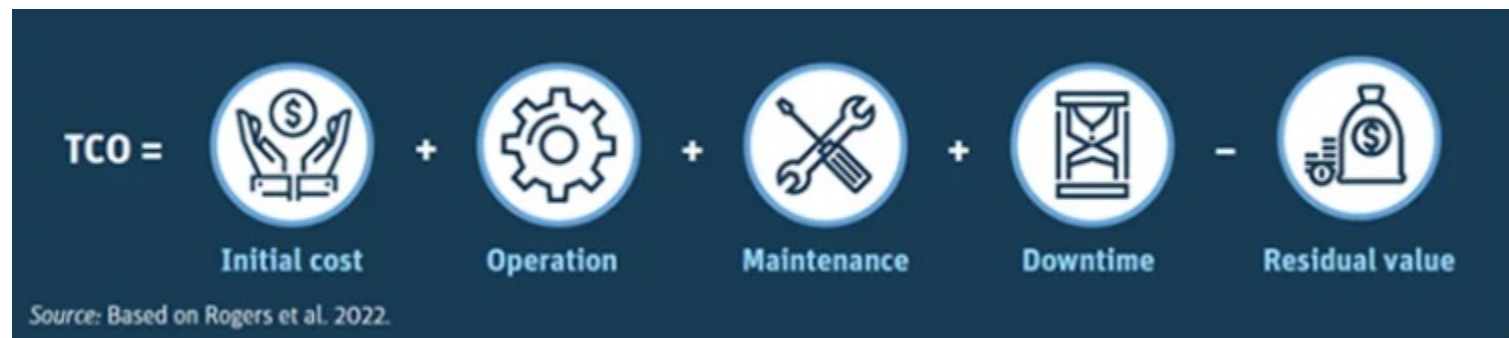 TCO = + + + −
Initial cost Operation Maintenance Downtime Residual value
Source: Based on Rogers et al. 2022.